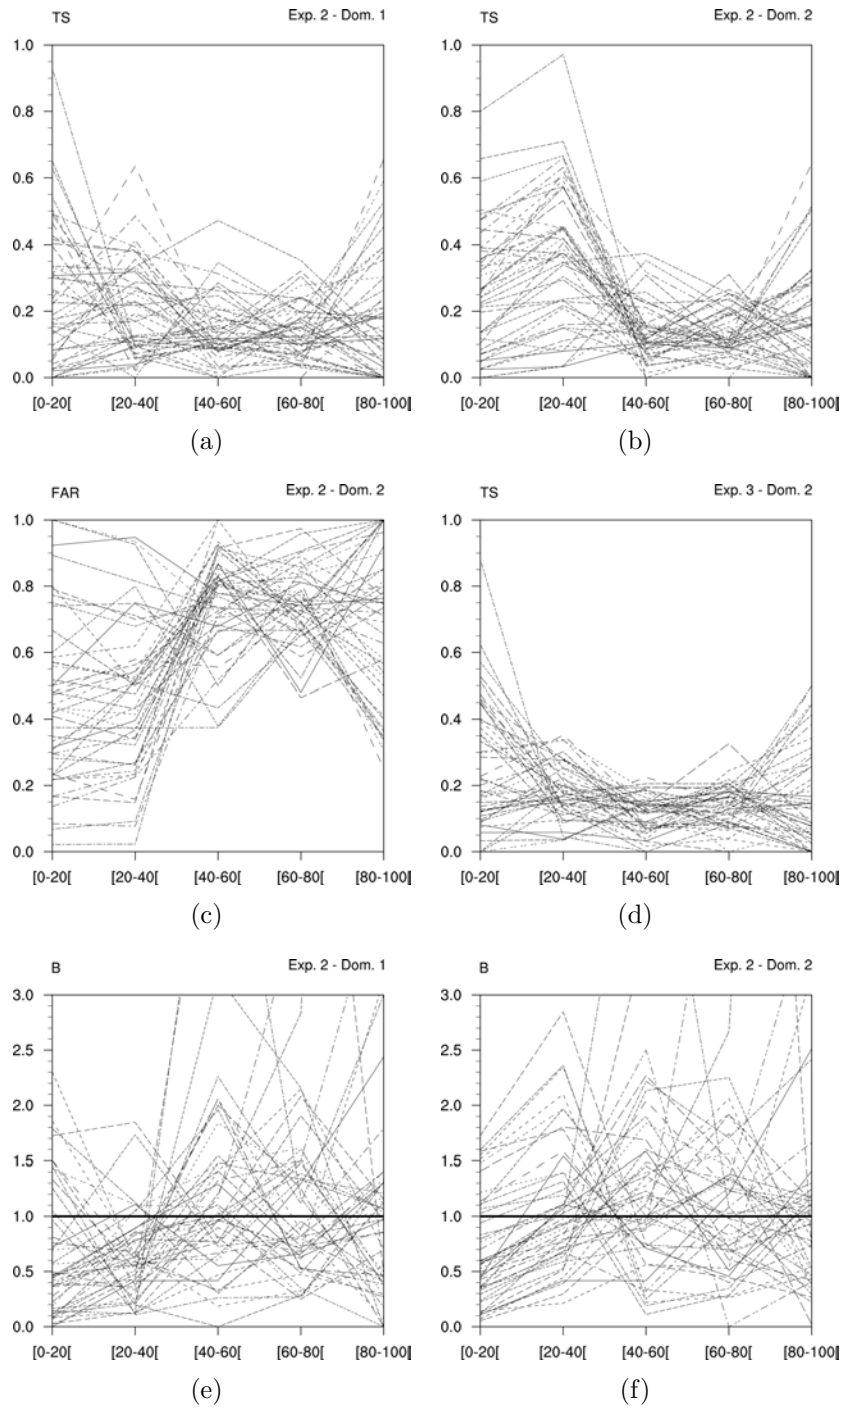 TS Exp. 2 - Dom. 1
1.0
0.8
0.6
0.4
0.2
0.0
[0-20[ [20-40[ [40-60[ [60-80[ [80-100]
(a)
TS Exp. 2 - Dom. 2
1.0
0.8
0.6
0.4
0.2
0.0
[0-20[ [20-40[ [40-60[ [60-80[ [80-100]
(b)
FAR Exp. 2 - Dom. 2
1.0
0.8
0.6
0.4
0.2
0.0
[0-20[ [20-40[ [40-60[ [60-80[ [80-100]
(c)
TS Exp. 3 - Dom. 2
1.0
0.8
0.6
0.4
0.2
0.0
[0-20[ [20-40[ [40-60[ [60-80[ [80-100]
(d)
B Exp. 2 - Dom. 1
3.0
2.5
2.0
1.5
1.0
0.5
0.0
[0-20[ [20-40[ [40-60[ [60-80[ [80-100]
(e)
B Exp. 2 - Dom. 2
3.0
2.5
2.0
1.5
1.0
0.5
0.0
[0-20[ [20-40[ [40-60[ [60-80[ [80-100]
(f)